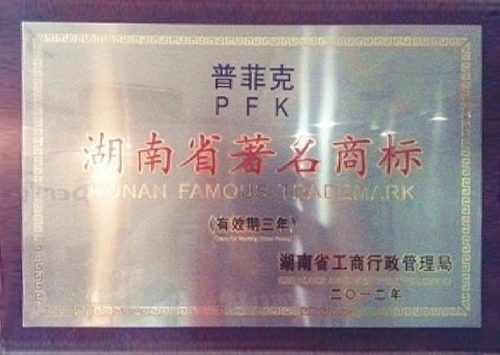 普菲克
PFK
湖南省著名商标
HUNAN FAMOUS TRADEMARK
(有效期三年)
湖南省工商行政管理局
二〇一二年